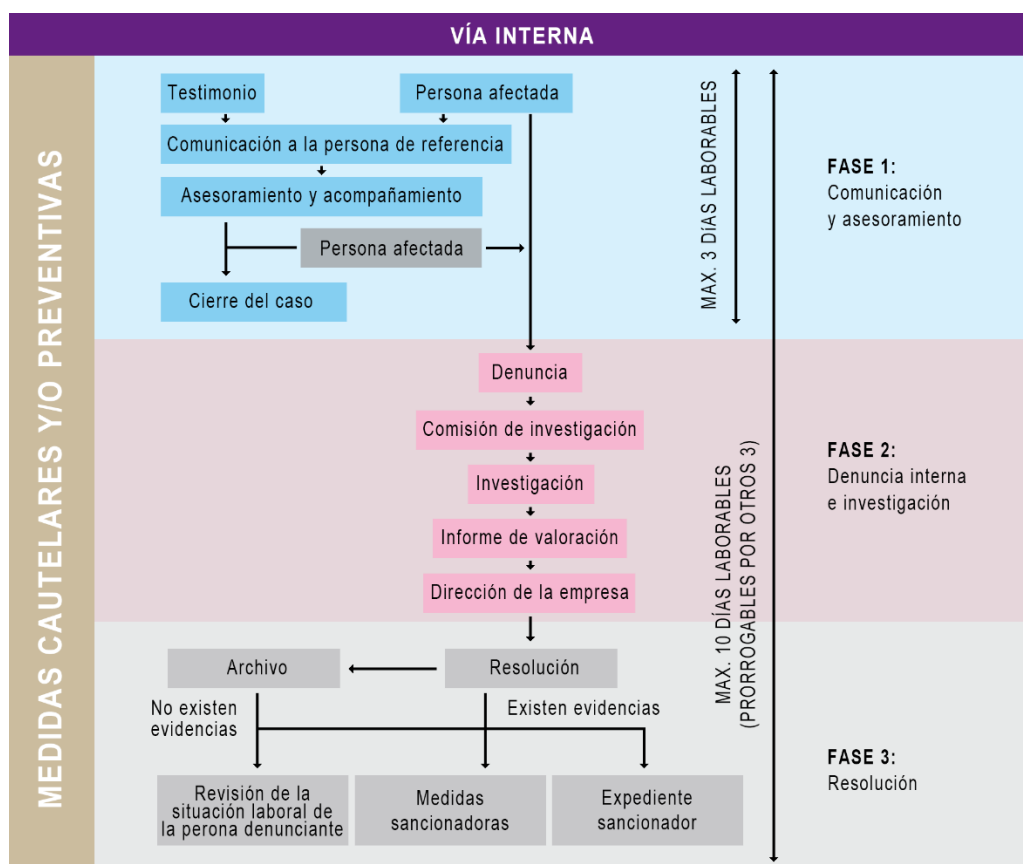 VÍA INTERNA
MEDIDAS CAUTELARES Y/O PREVENTIVAS
Testimonio
Persona afectada
Comunicación a la persona de referencia
Asesoramiento y acompañamiento
Persona afectada
Cierre del caso
MAX. 3 DíAS LABORABLES
FASE 1:
Comunicación
y asesoramiento
Denuncia
Comisión de investigación
Investigación
Informe de valoración
Dirección de la empresa
MAX. 10 DÍAS LABORABLES
(PRORROGABLES POR OTROS 3)
FASE 2:
Denuncia interna
e investigación
Archivo
Resolución
No existen
evidencias
Existen evidencias
Revisión de la
situación laboral de
la perona denunciante
Medidas
sancionadoras
Expediente
sancionador
FASE 3:
Resolución